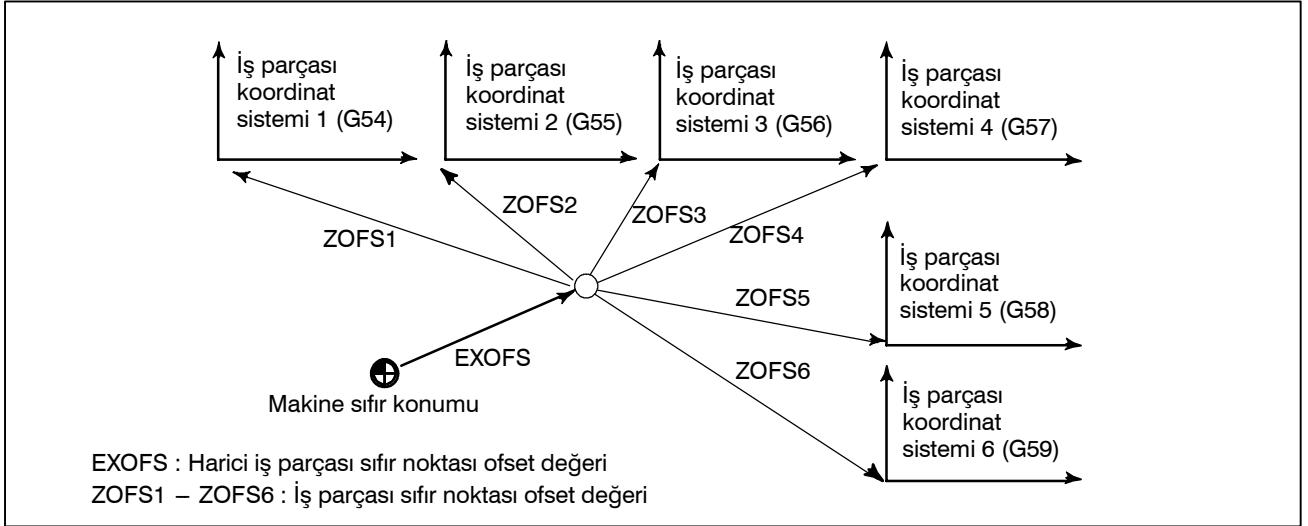 İş parçası
koordinat
sistemi 1 (G54)
İş parçası
koordinat
sistemi 2 (G55)
İş parçası
koordinat
sistemi 3 (G56)
İş parçası
koordinat
sistemi 4 (G57)
ZOFS1
ZOFS2
ZOFS3
ZOFS4
ZOFS5
İş parçası
koordinat
sistemi 5 (G58)
EXOFS
ZOFS6
Makine sıfır konumu
İş parçası
koordinat
sistemi 6 (G59)
EXOFS : Harici iş parçası sıfır noktası ofset değeri
ZOFS1 − ZOFS6 : İş parçası sıfır noktası ofset değeri